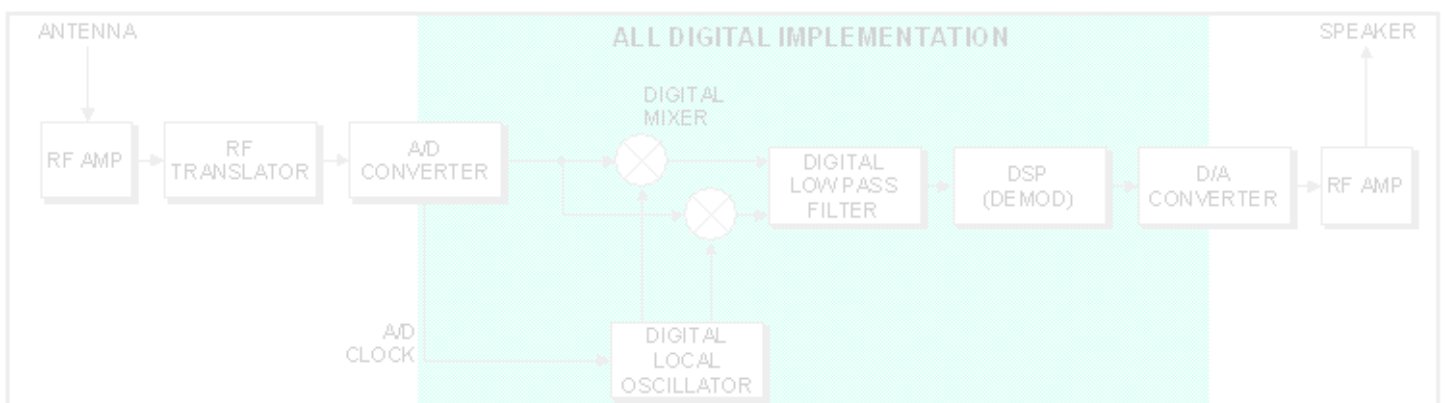 ANTENNA
ALL DIGITAL IMPLEMENTATION
SPEAKER
DIGITAL
MIXER
RF AMP
RF
TRANSLATOR
A/D
CONVERTER
DIGITAL
LOW PASS
FILTER
DSP
(DEMOD)
D/A
CONVERTER
RF AMP
A/D
CLOCK
DIGITAL
LOCAL
OSCILLATOR